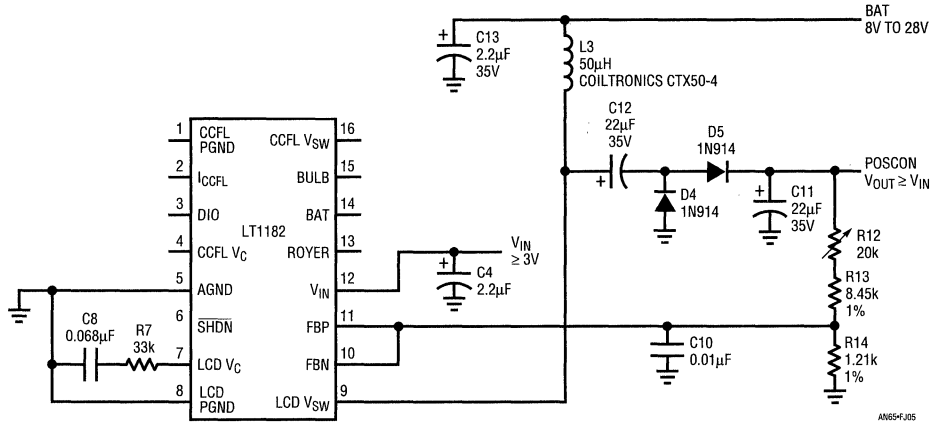 BAT
8V TO 28V
+
C13
2.2µF
35V
L3
50µH
COILTRONICS CTX50-4
C12
22µF
35V
+
D5
1N914
D4
1N914
POSCON
VOUT ≥ VIN
+
C11
22µF
35V
R12
20k
R13
8.45k
1%
R14
1.21k
1%
C10
0.01µF
VIN
≥ 3V
+
C4
2.2µF
LT1182
1
CCFL
PGND
2
ICCFL
3
DIO
4
CCFL VC
5
AGND
6
SHDN
7
LCD VC
8
LCD
PGND
16
CCFL VSW
15
BULB
14
BAT
13
ROYER
12
VIN
11
FBP
10
FBN
9
LCD VSW
C8
0.068µF
R7
33k
AN65•FJ05